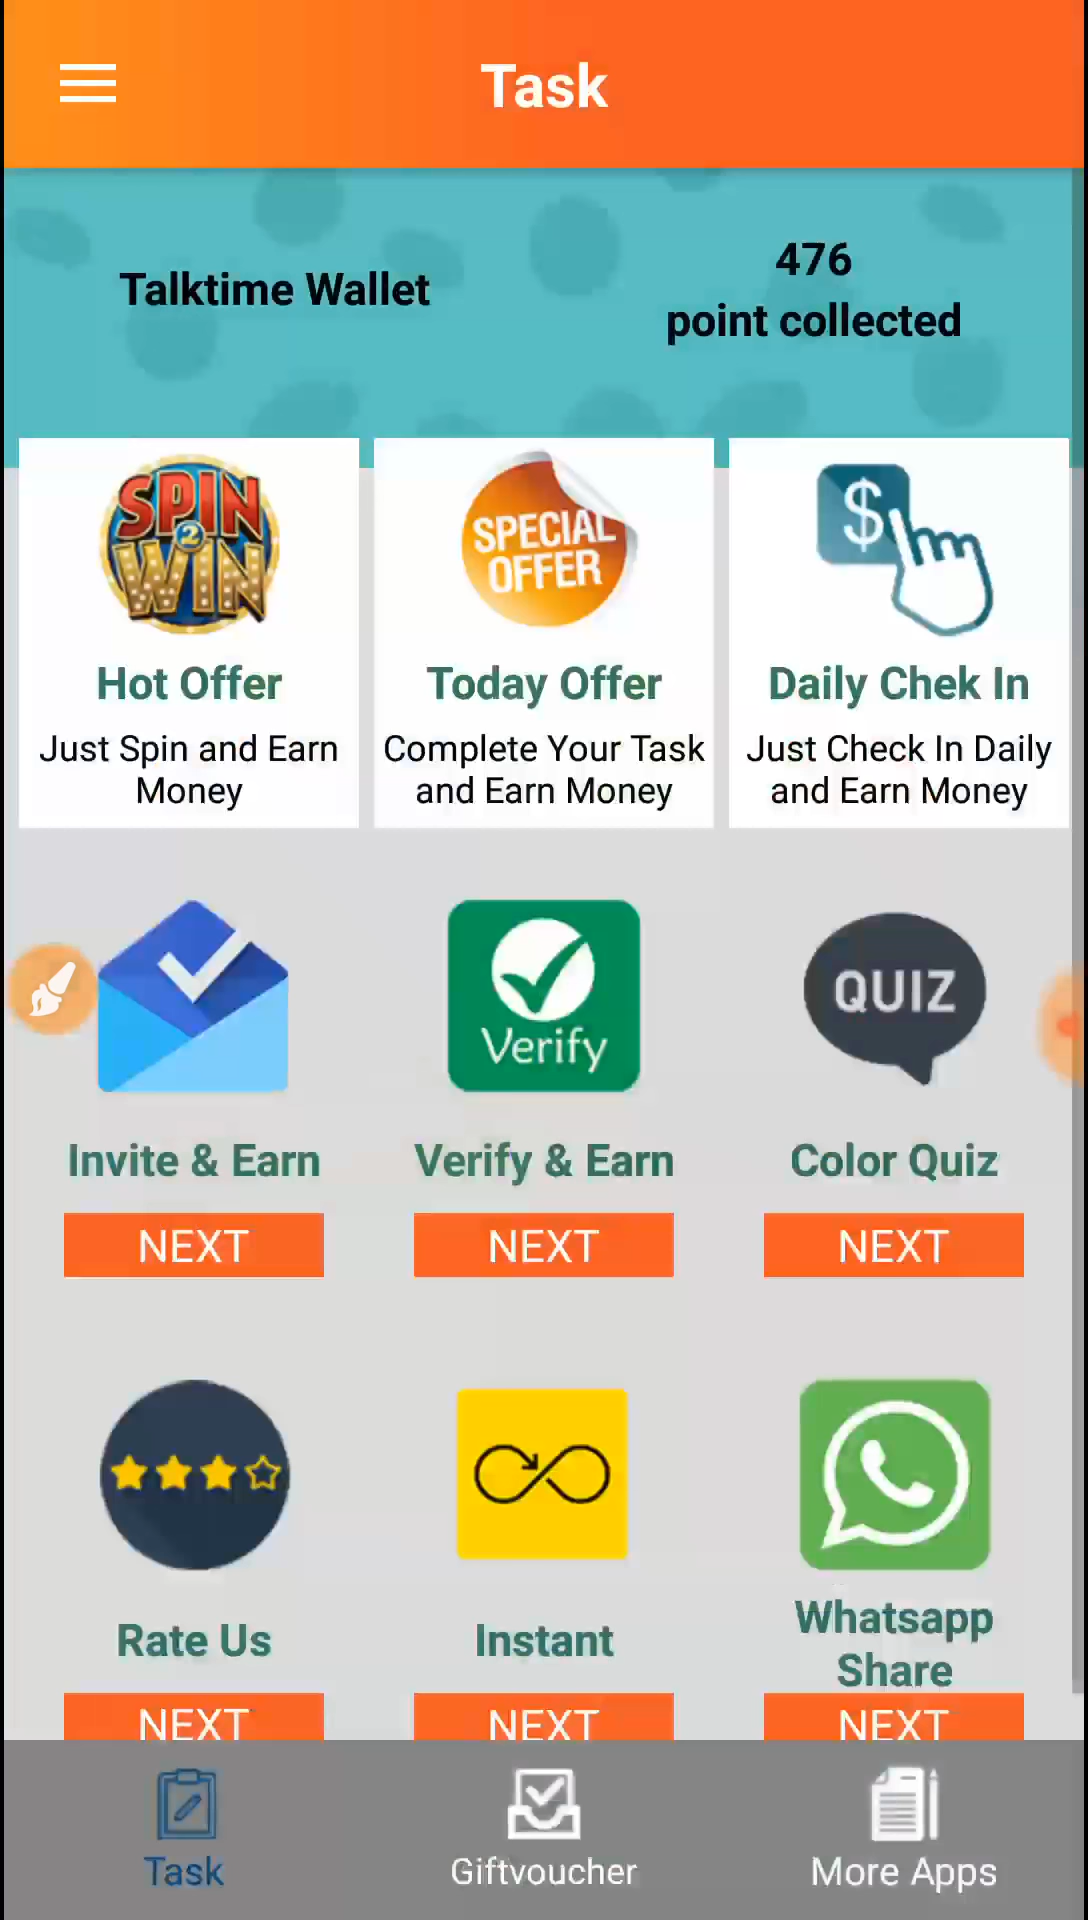 Task
Talktime Wallet
476
point collected
SPIN
2
WIN
Hot Offer
Just Spin and Earn
Money
SPECIAL
OFFER
Today Offer
Complete Your Task
and Earn Money
$
Daily Chek In
Just Check In Daily
and Earn Money
Invite & Earn
NEXT
Verify
Verify & Earn
NEXT
QUIZ
Color Quiz
NEXT
Rate Us
NEXT
Instant
NEXT
Whatsapp
Share
NEXT
Task
Giftvoucher
More Apps